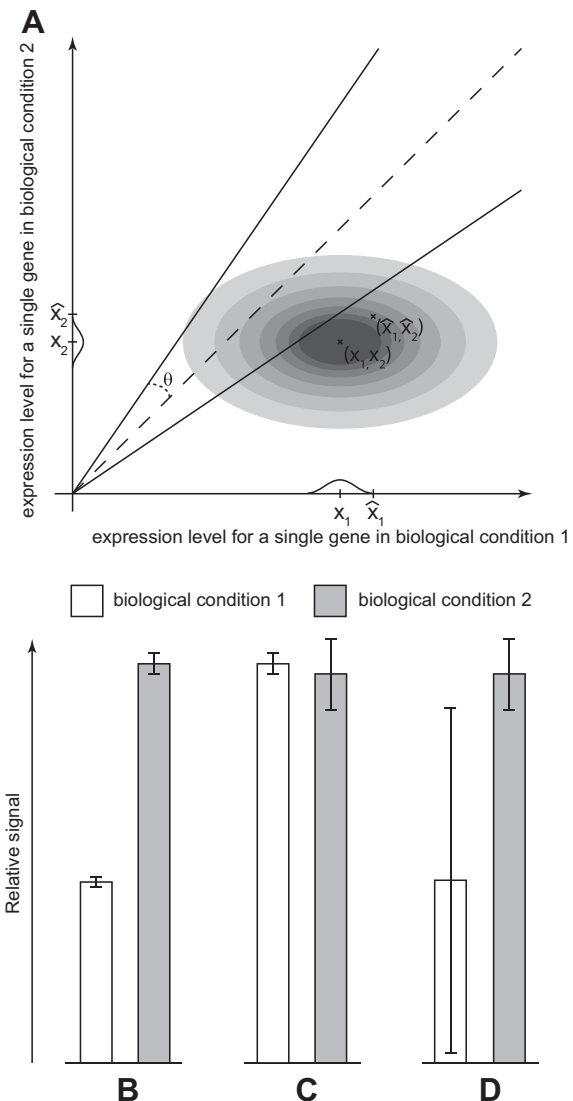 A
expression level for a single gene in biological condition 2
x̂₂
x₂
θ
(x̂₁,x̂₂)
(x₁,x₂)
x₁ x̂₁
expression level for a single gene in biological condition 1
biological condition 1 biological condition 2
Relative signal
B C D